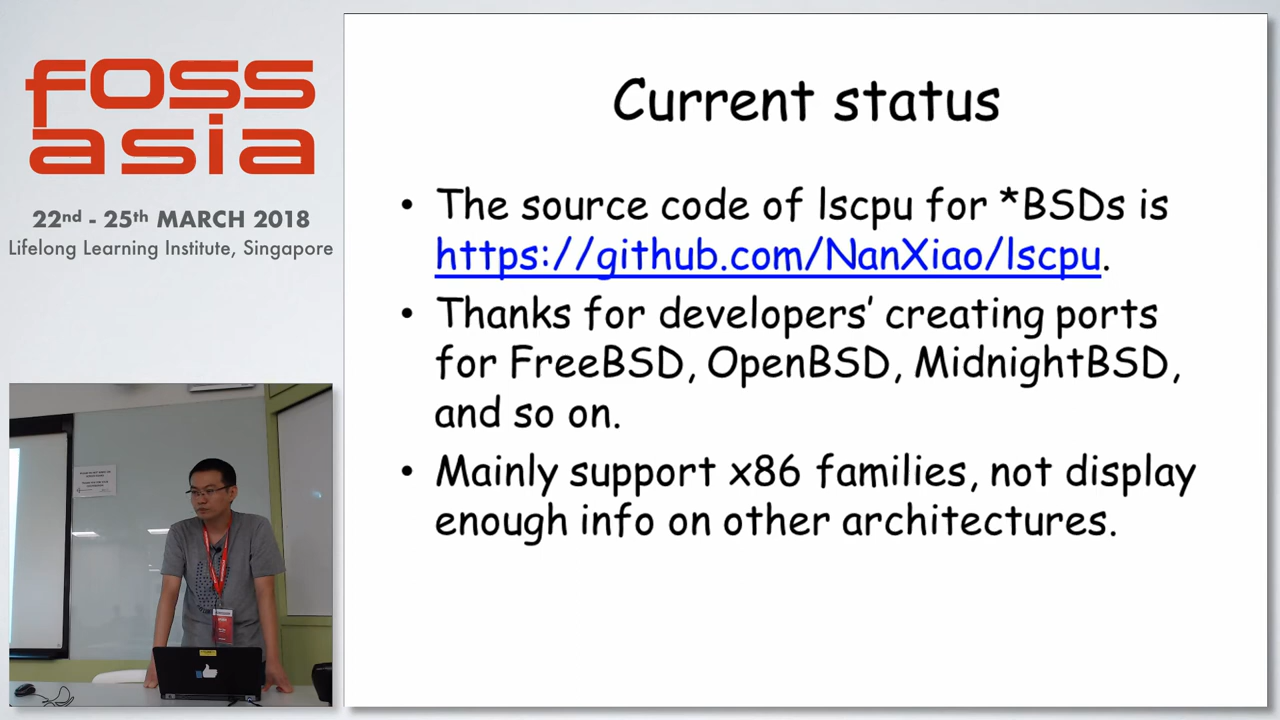 foss
asia
22nd - 25th MARCH 2018
Lifelong Learning Institute, Singapore
Current status
• The source code of lscpu for *BSDs is
https://github.com/NanXiao/lscpu.
• Thanks for developers’ creating ports
for FreeBSD, OpenBSD, MidnightBSD,
and so on.
• Mainly support x86 families, not display
enough info on other architectures.